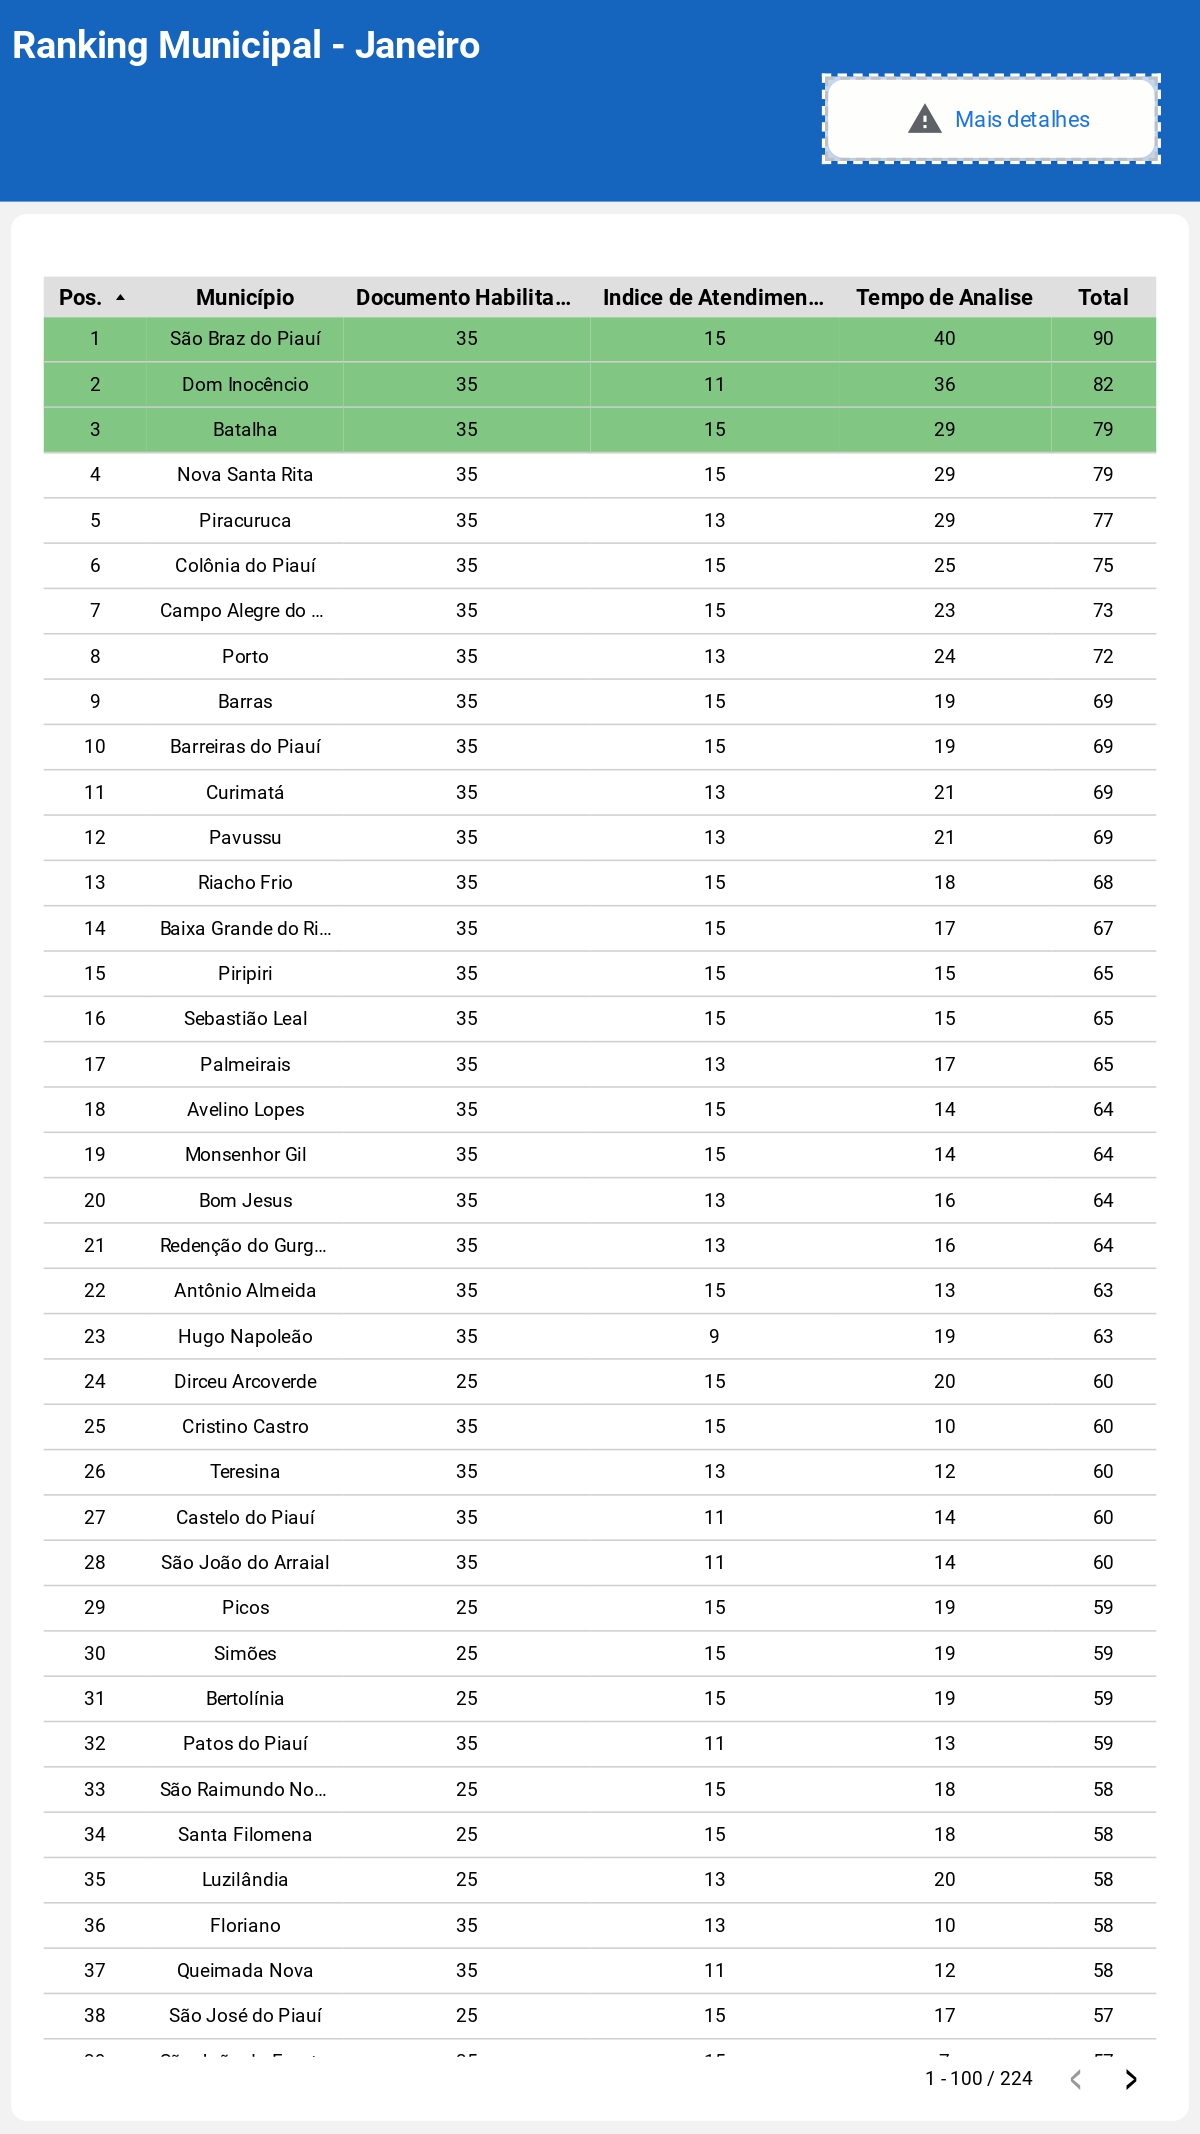 Ranking Municipal - Janeiro
Mais detalhes
Pos. Município Documento Habilita... Indice de Atendimen... Tempo de Analise Total
1 São Braz do Piauí 35 15 40 90
2 Dom Inocêncio 35 11 36 82
3 Batalha 35 15 29 79
4 Nova Santa Rita 35 15 29 79
5 Piracuruca 35 13 29 77
6 Colônia do Piauí 35 15 25 75
7 Campo Alegre do ... 35 15 23 73
8 Porto 35 13 24 72
9 Barras 35 15 19 69
10 Barreiras do Piauí 35 15 19 69
11 Curimatá 35 13 21 69
12 Pavussu 35 13 21 69
13 Riacho Frio 35 15 18 68
14 Baixa Grande do Ri... 35 15 17 67
15 Piripiri 35 15 15 65
16 Sebastião Leal 35 15 15 65
17 Palmeirais 35 13 17 65
18 Avelino Lopes 35 15 14 64
19 Monsenhor Gil 35 15 14 64
20 Bom Jesus 35 13 16 64
21 Redenção do Gurg... 35 13 16 64
22 Antônio Almeida 35 15 13 63
23 Hugo Napoleão 35 9 19 63
24 Dirceu Arcoverde 25 15 20 60
25 Cristino Castro 35 15 10 60
26 Teresina 35 13 12 60
27 Castelo do Piauí 35 11 14 60
28 São João do Arraial 35 11 14 60
29 Picos 25 15 19 59
30 Simões 25 15 19 59
31 Bertolínia 25 15 19 59
32 Patos do Piauí 35 11 13 59
33 São Raimundo No... 25 15 18 58
34 Santa Filomena 25 15 18 58
35 Luzilândia 25 13 20 58
36 Floriano 35 13 10 58
37 Queimada Nova 35 11 12 58
38 São José do Piauí 25 15 17 57
1 - 100 / 224